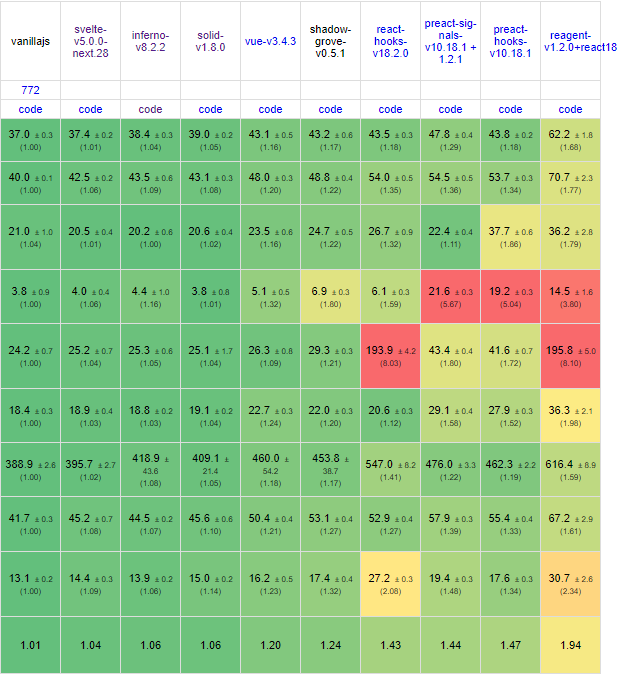 vanillajs svelte-v5.0.0-next.28 inferno-v8.2.2 solid-v1.8.0 vue-v3.4.3 shadow-grove-v0.5.1 react-hooks-v18.2.0 preact-sig-nals-v10.18.1 + 1.2.1 preact-hooks-v10.18.1 reagent-v1.2.0+react18
772
code code code code code code code code code code
37.0 ± 0.3 37.4 ± 0.2 38.4 ± 0.3 39.0 ± 0.2 43.1 ± 0.5 43.2 ± 0.6 43.5 ± 0.3 47.8 ± 0.4 43.8 ± 0.2 62.2 ± 1.8
(1.00) (1.01) (1.04) (1.05) (1.16) (1.17) (1.18) (1.29) (1.18) (1.68)
40.0 ± 0.1 42.5 ± 0.2 43.5 ± 0.6 43.1 ± 0.3 48.0 ± 0.3 48.8 ± 0.4 54.0 ± 0.5 54.5 ± 0.5 53.7 ± 0.3 70.7 ± 2.3
(1.00) (1.06) (1.09) (1.08) (1.20) (1.22) (1.35) (1.36) (1.34) (1.77)
21.0 ± 1.0 20.5 ± 0.4 20.2 ± 0.6 20.6 ± 0.4 23.5 ± 0.6 24.7 ± 0.5 26.7 ± 0.9 22.4 ± 0.4 37.7 ± 0.6 36.2 ± 2.8
(1.04) (1.01) (1.00) (1.02) (1.16) (1.22) (1.32) (1.11) (1.86) (1.79)
3.8 ± 0.9 4.0 ± 0.4 4.4 ± 1.0 3.8 ± 0.8 5.1 ± 0.5 6.9 ± 0.3 6.1 ± 0.3 21.6 ± 0.3 19.2 ± 0.3 14.5 ± 1.6
(1.00) (1.06) (1.16) (1.01) (1.32) (1.80) (1.59) (5.67) (5.04) (3.80)
24.2 ± 0.7 25.2 ± 0.7 25.3 ± 0.6 25.1 ± 1.7 26.3 ± 0.8 29.3 ± 0.3 193.9 ± 4.2 43.4 ± 0.4 41.6 ± 0.7 195.8 ± 5.0
(1.00) (1.04) (1.05) (1.04) (1.09) (1.21) (8.03) (1.80) (1.72) (8.10)
18.4 ± 0.3 18.9 ± 0.4 18.8 ± 0.2 19.1 ± 0.2 22.7 ± 0.3 22.0 ± 0.3 20.6 ± 0.3 29.1 ± 0.4 27.9 ± 0.3 36.3 ± 2.1
(1.00) (1.03) (1.03) (1.04) (1.24) (1.20) (1.12) (1.58) (1.52) (1.98)
388.9 ± 2.6 395.7 ± 2.7 418.9 ± 43.6 409.1 ± 21.4 460.0 ± 54.2 453.8 ± 38.7 547.0 ± 8.2 476.0 ± 3.3 462.3 ± 2.2 616.4 ± 8.9
(1.00) (1.02) (1.08) (1.05) (1.18) (1.17) (1.41) (1.22) (1.19) (1.59)
41.7 ± 0.3 45.2 ± 0.7 44.5 ± 0.2 45.6 ± 0.6 50.4 ± 0.4 53.1 ± 0.4 52.9 ± 0.4 57.9 ± 0.3 55.4 ± 0.4 67.2 ± 2.9
(1.00) (1.08) (1.07) (1.10) (1.21) (1.27) (1.27) (1.39) (1.33) (1.61)
13.1 ± 0.2 14.4 ± 0.3 13.9 ± 0.2 15.0 ± 0.2 16.2 ± 0.5 17.4 ± 0.4 27.2 ± 0.3 19.4 ± 0.3 17.6 ± 0.3 30.7 ± 2.6
(1.00) (1.09) (1.06) (1.14) (1.23) (1.32) (2.08) (1.48) (1.34) (2.34)
1.01 1.04 1.06 1.06 1.20 1.24 1.43 1.44 1.47 1.94